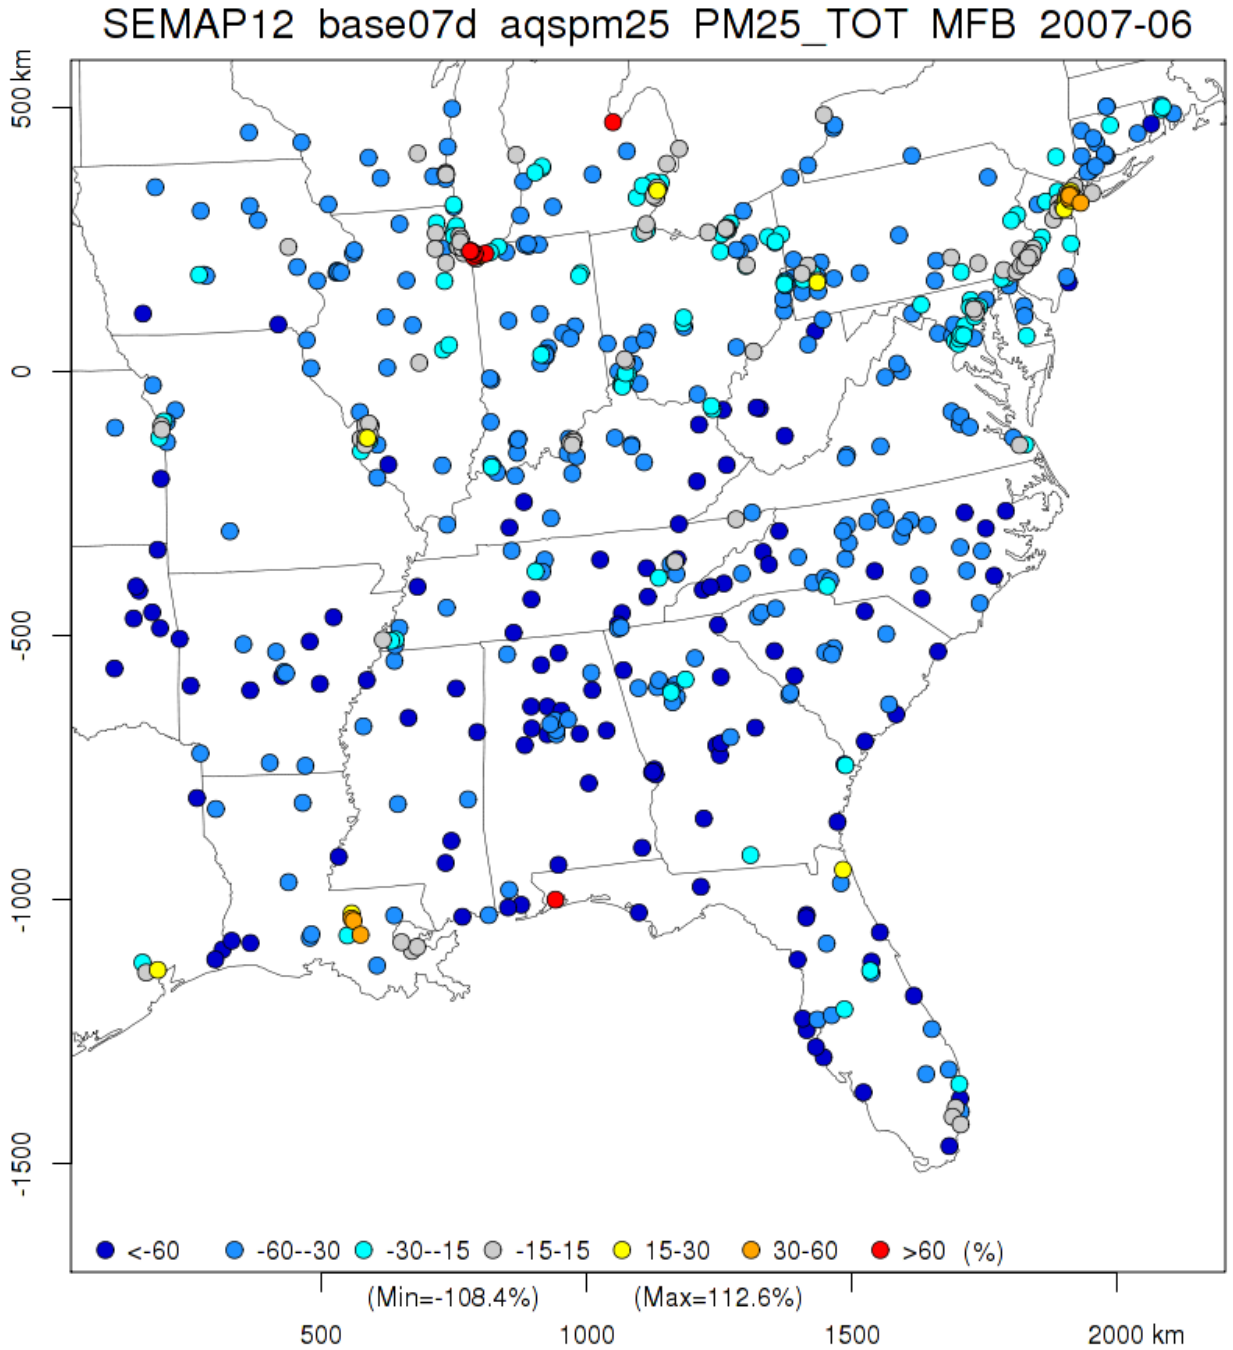 SEMAP12 base07d aqspm25 PM25_TOT MFB 2007-06
500 km
0
-500
-1000
-1500
<-60 -60--30 -30--15 -15-15 15-30 30-60 >60 (%)
(Min=-108.4%) (Max=112.6%)
500 1000 1500 2000 km